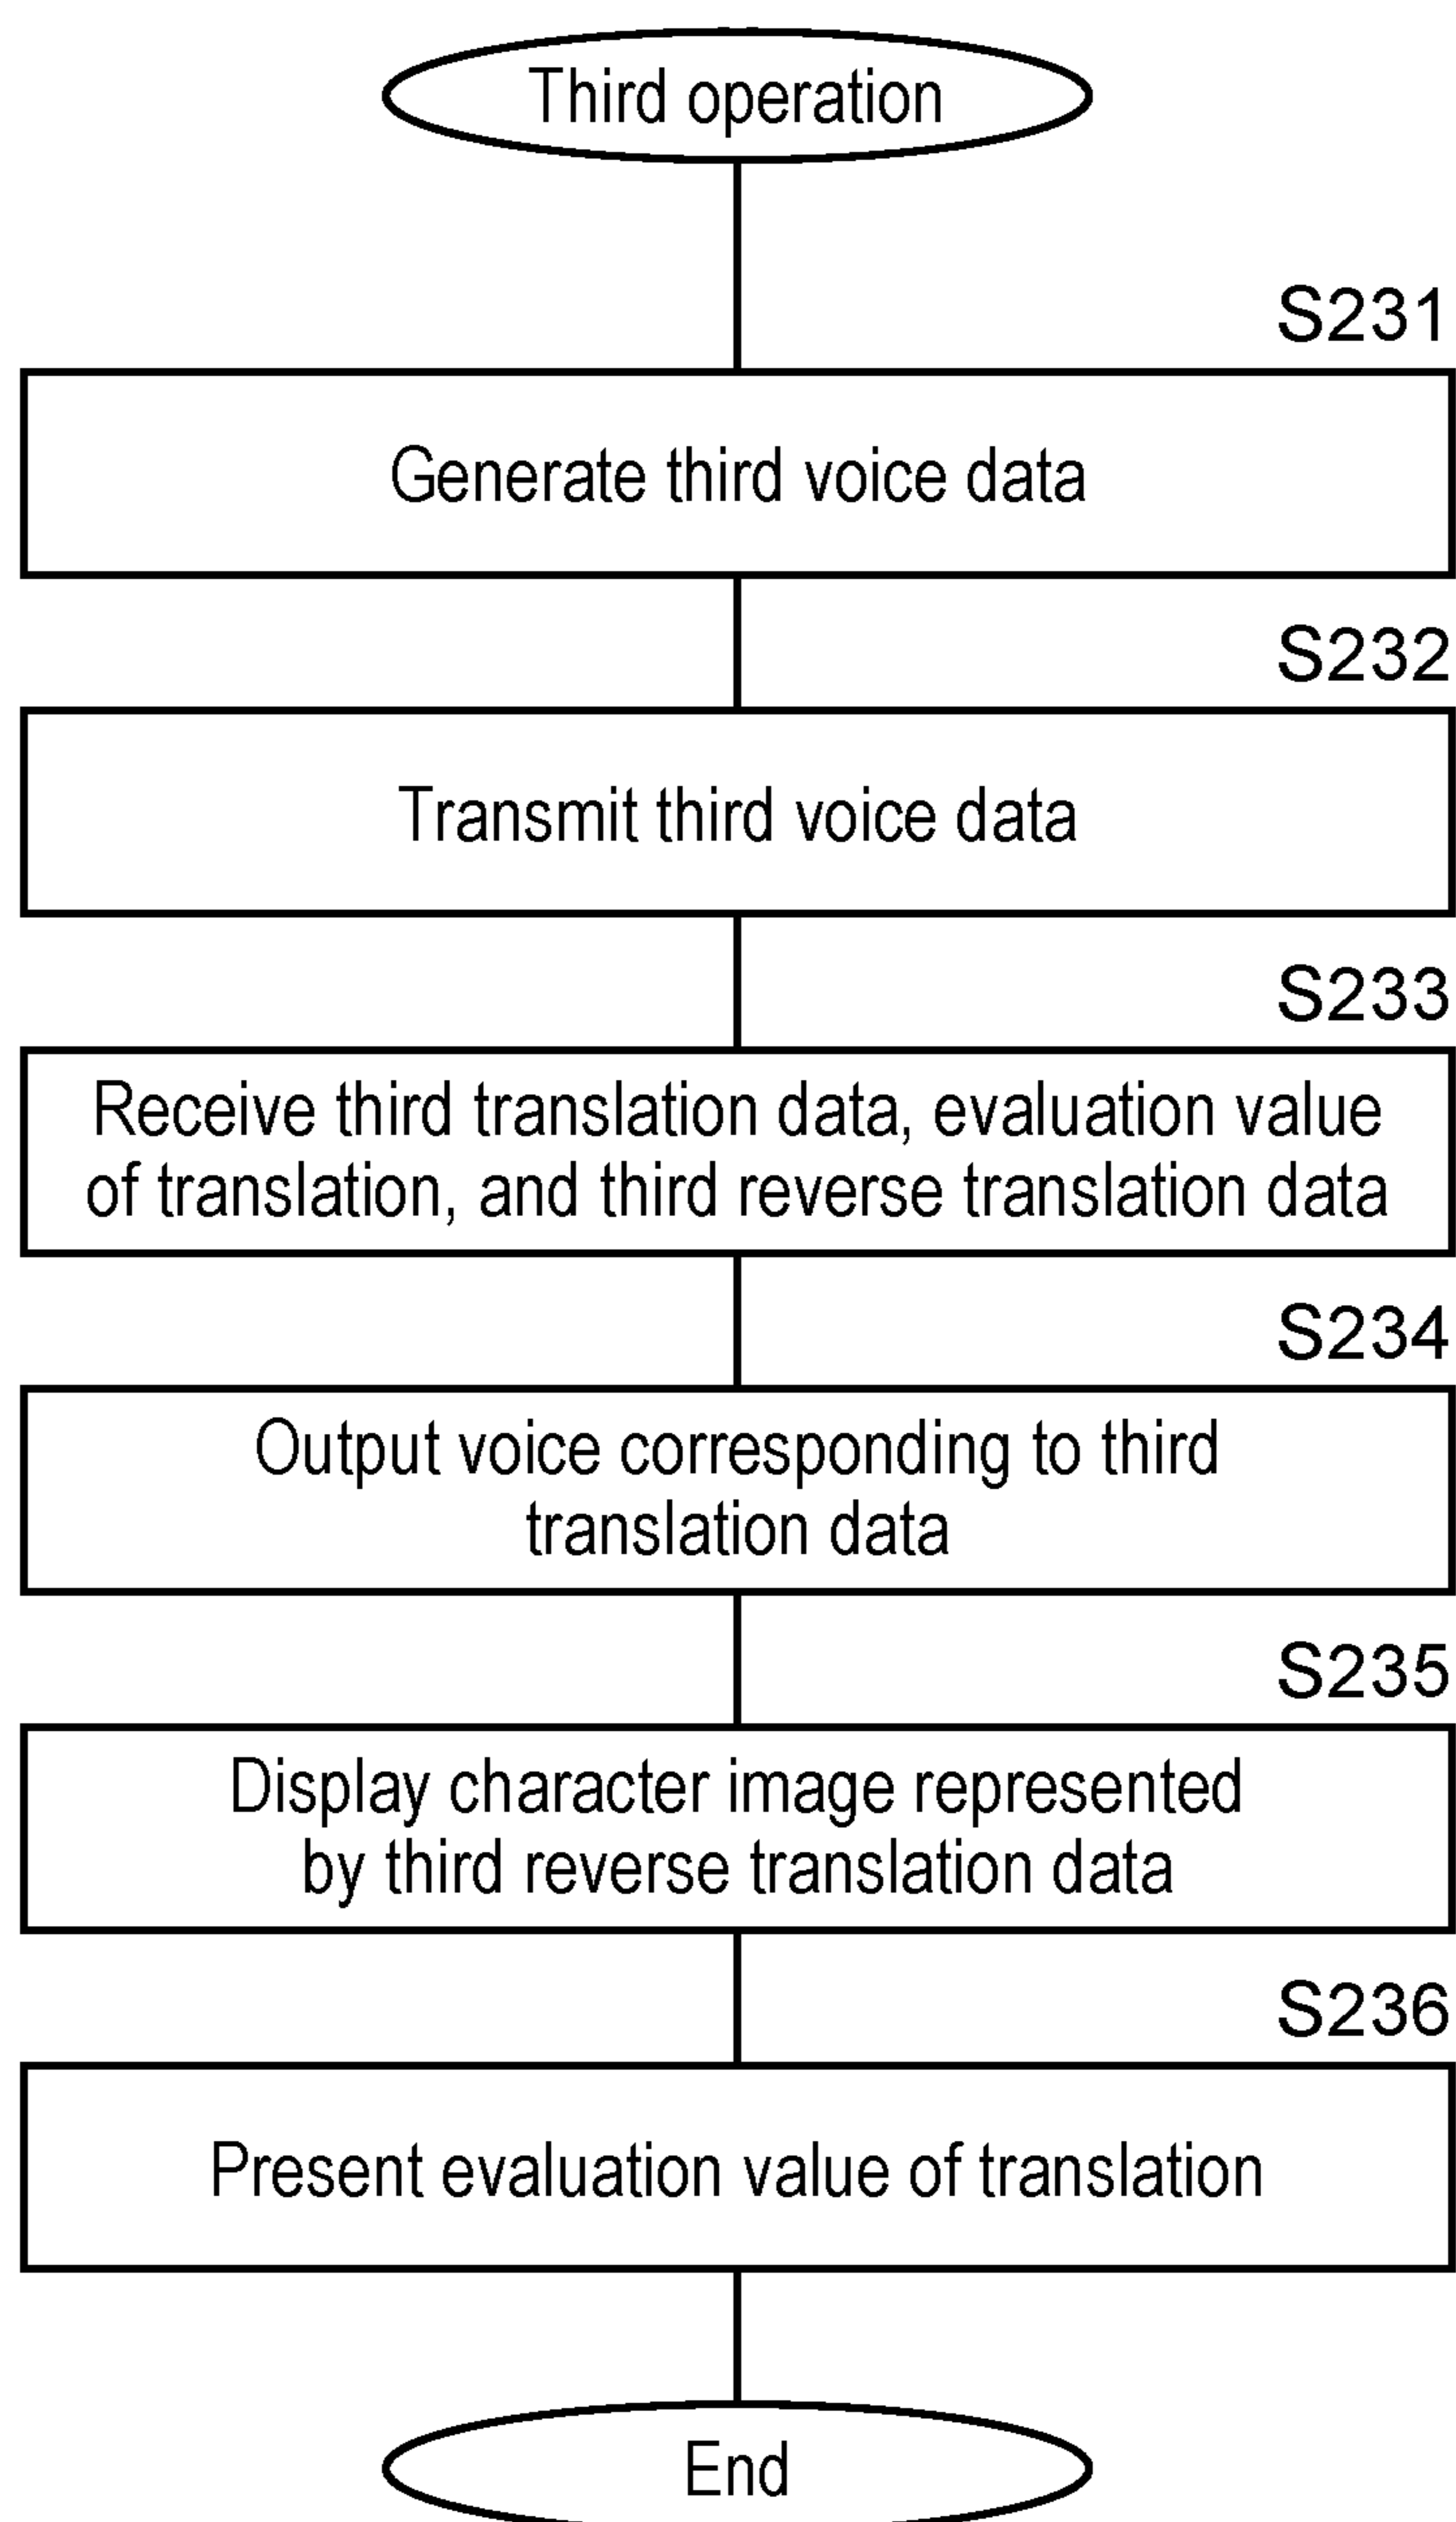 Third operation
S231
Generate third voice data
S232
Transmit third voice data
S233
Receive third translation data, evaluation value
of translation, and third reverse translation data
S234
Output voice corresponding to third
translation data
S235
Display character image represented
by third reverse translation data
S236
Present evaluation value of translation
End